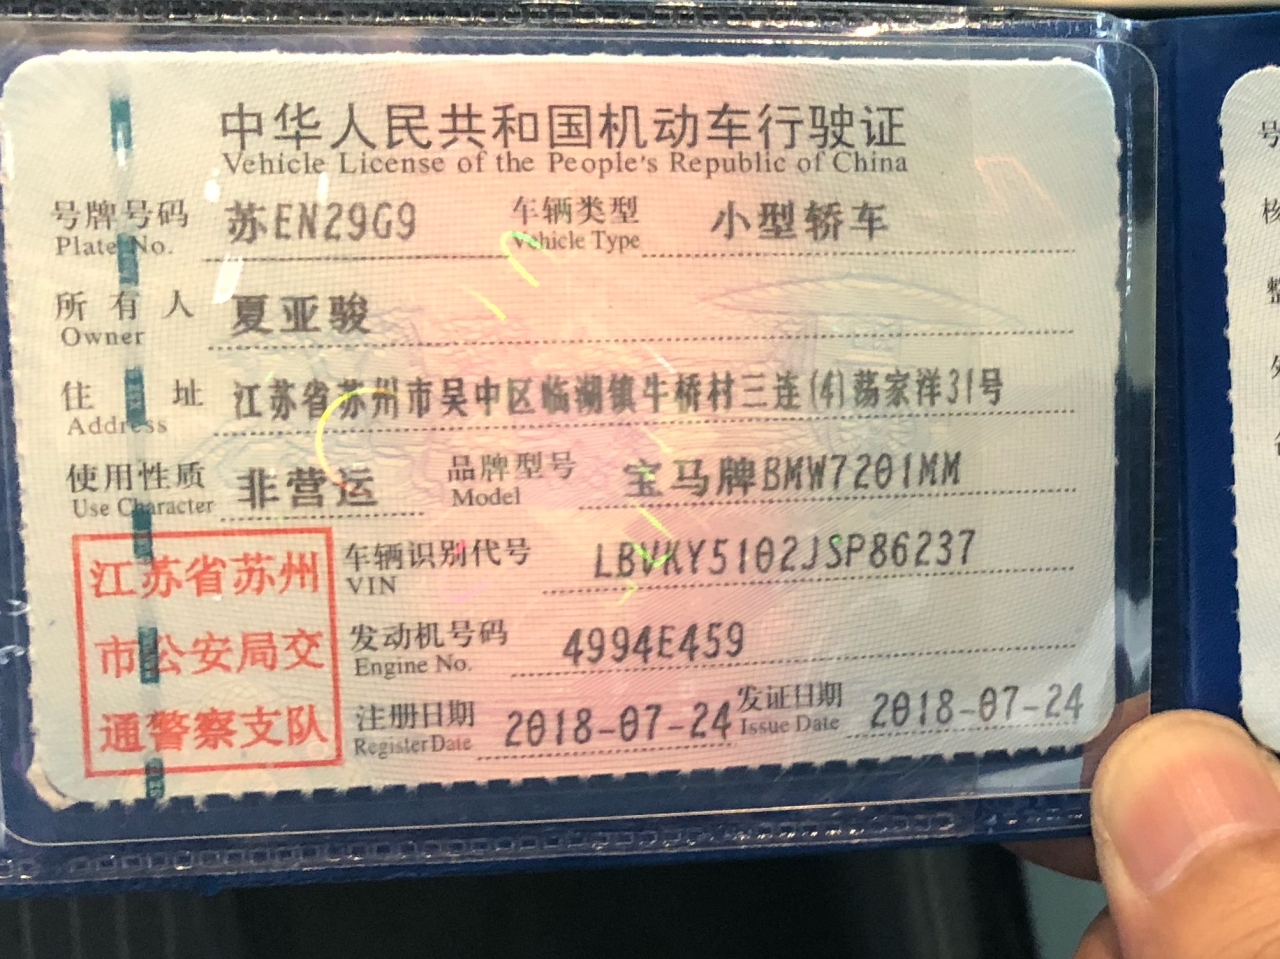 中华人民共和国机动车行驶证
Vehicle License of the People's Republic of China
号牌号码 苏EN29G9 车辆类型 小型轿车
Plate No. Vehicle Type
所有人 夏亚骏
Owner
住址 江苏省苏州市吴中区临湖镇牛桥村三连(4)荡家洋31号
Address
使用性质 非营运 品牌型号 宝马牌BMW7201MM
Use Character Model
车辆识别代号 LBVKY5102JSP86237
VIN
发动机号码 4994E459
Engine No.
注册日期 2018-07-24 发证日期 2018-07-24
Register Date Issue Date
江苏省苏州
市公安局交
通警察支队
号
核
整